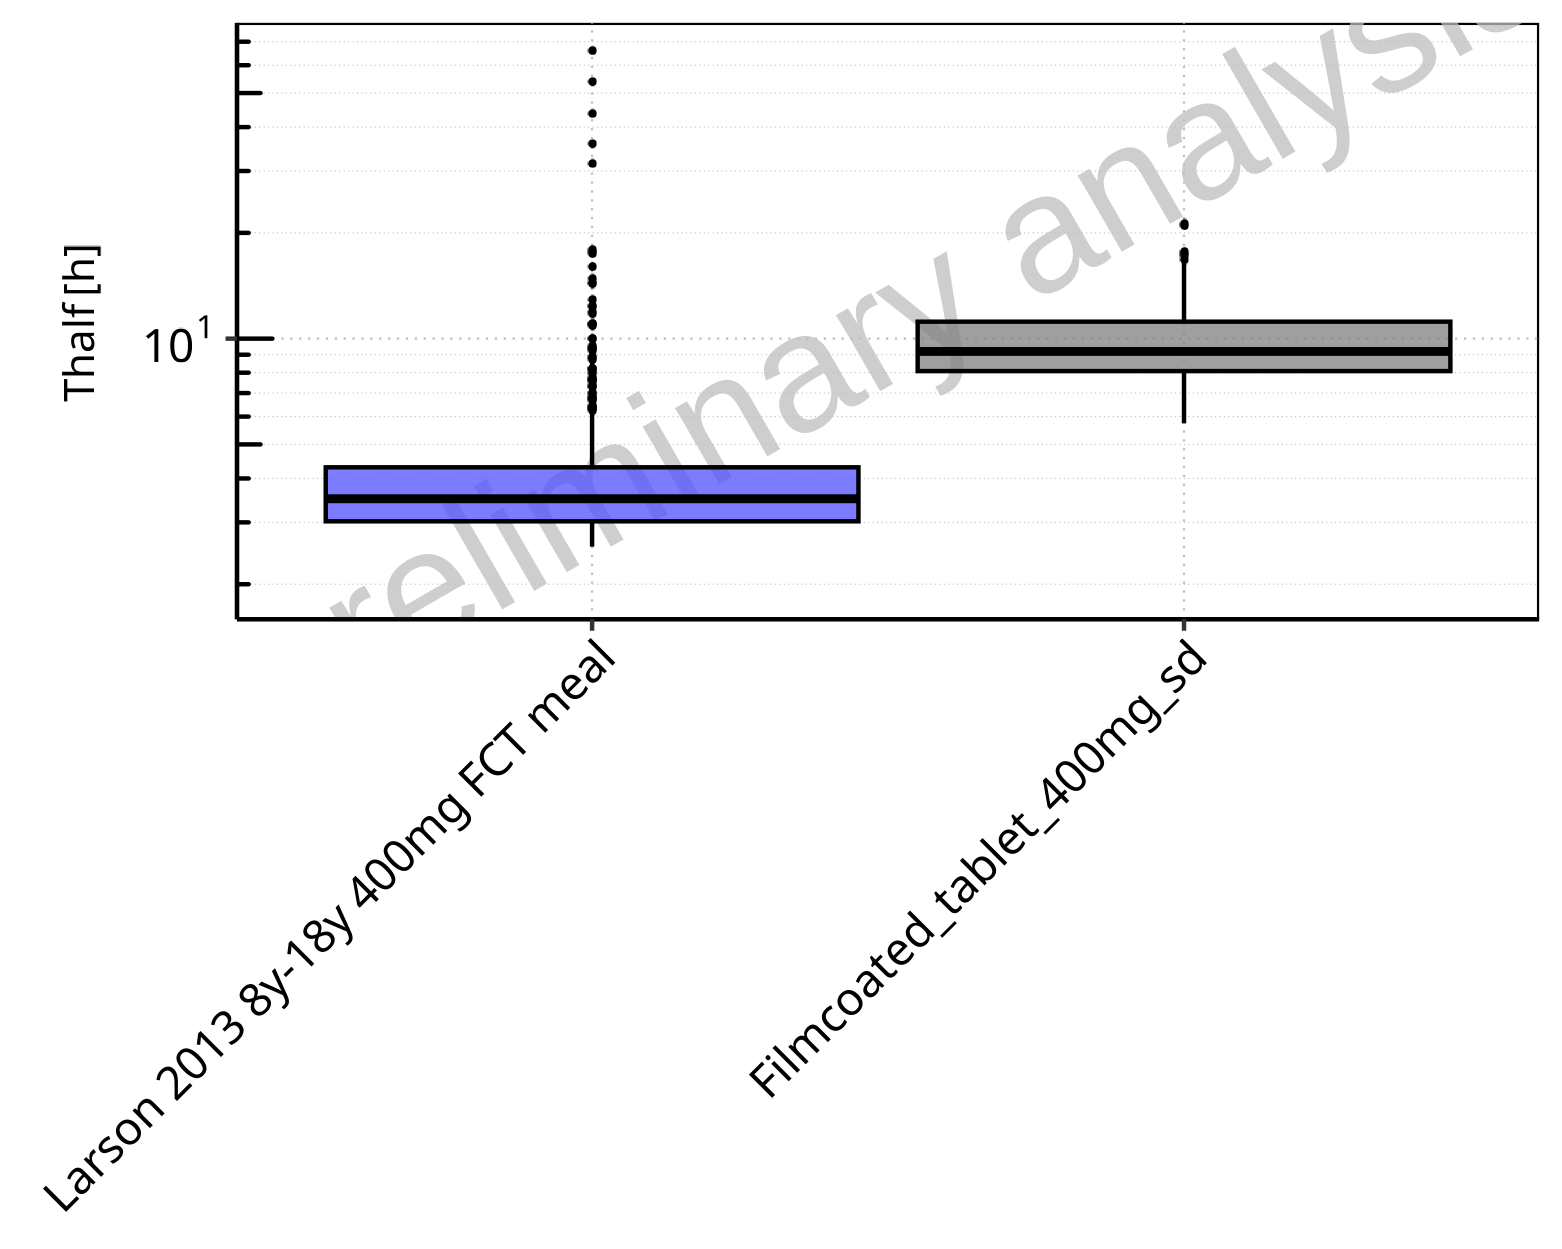 Thalf [h]
10¹
reliminary analysis
Larson 2013 8y-18y 400mg FCT meal
Filmcoated_tablet_400mg_sd